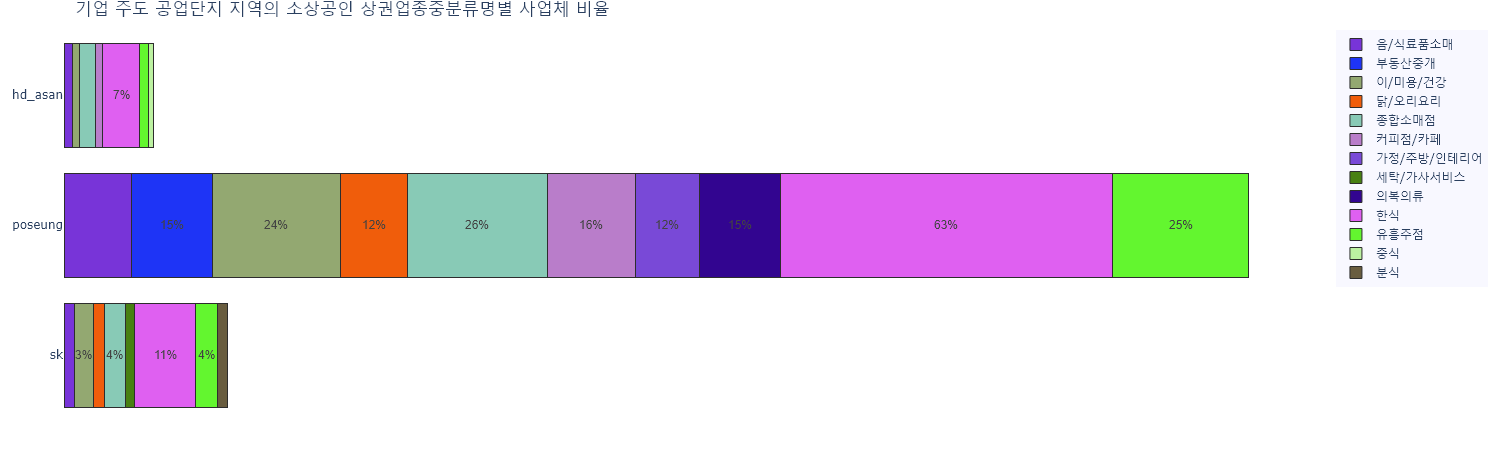 기업 주도 공업단지 지역의 소상공인 상권업종중분류명별 사업체 비율
hd_asan
7%
poseung
15%
24%
12%
26%
16%
12%
15%
63%
25%
sk
3%
4%
11%
4%
음/식료품소매
부동산중개
이/미용/건강
닭/오리요리
종합소매점
커피점/카페
가정/주방/인테리어
세탁/가사서비스
의복의류
한식
유흥주점
중식
분식